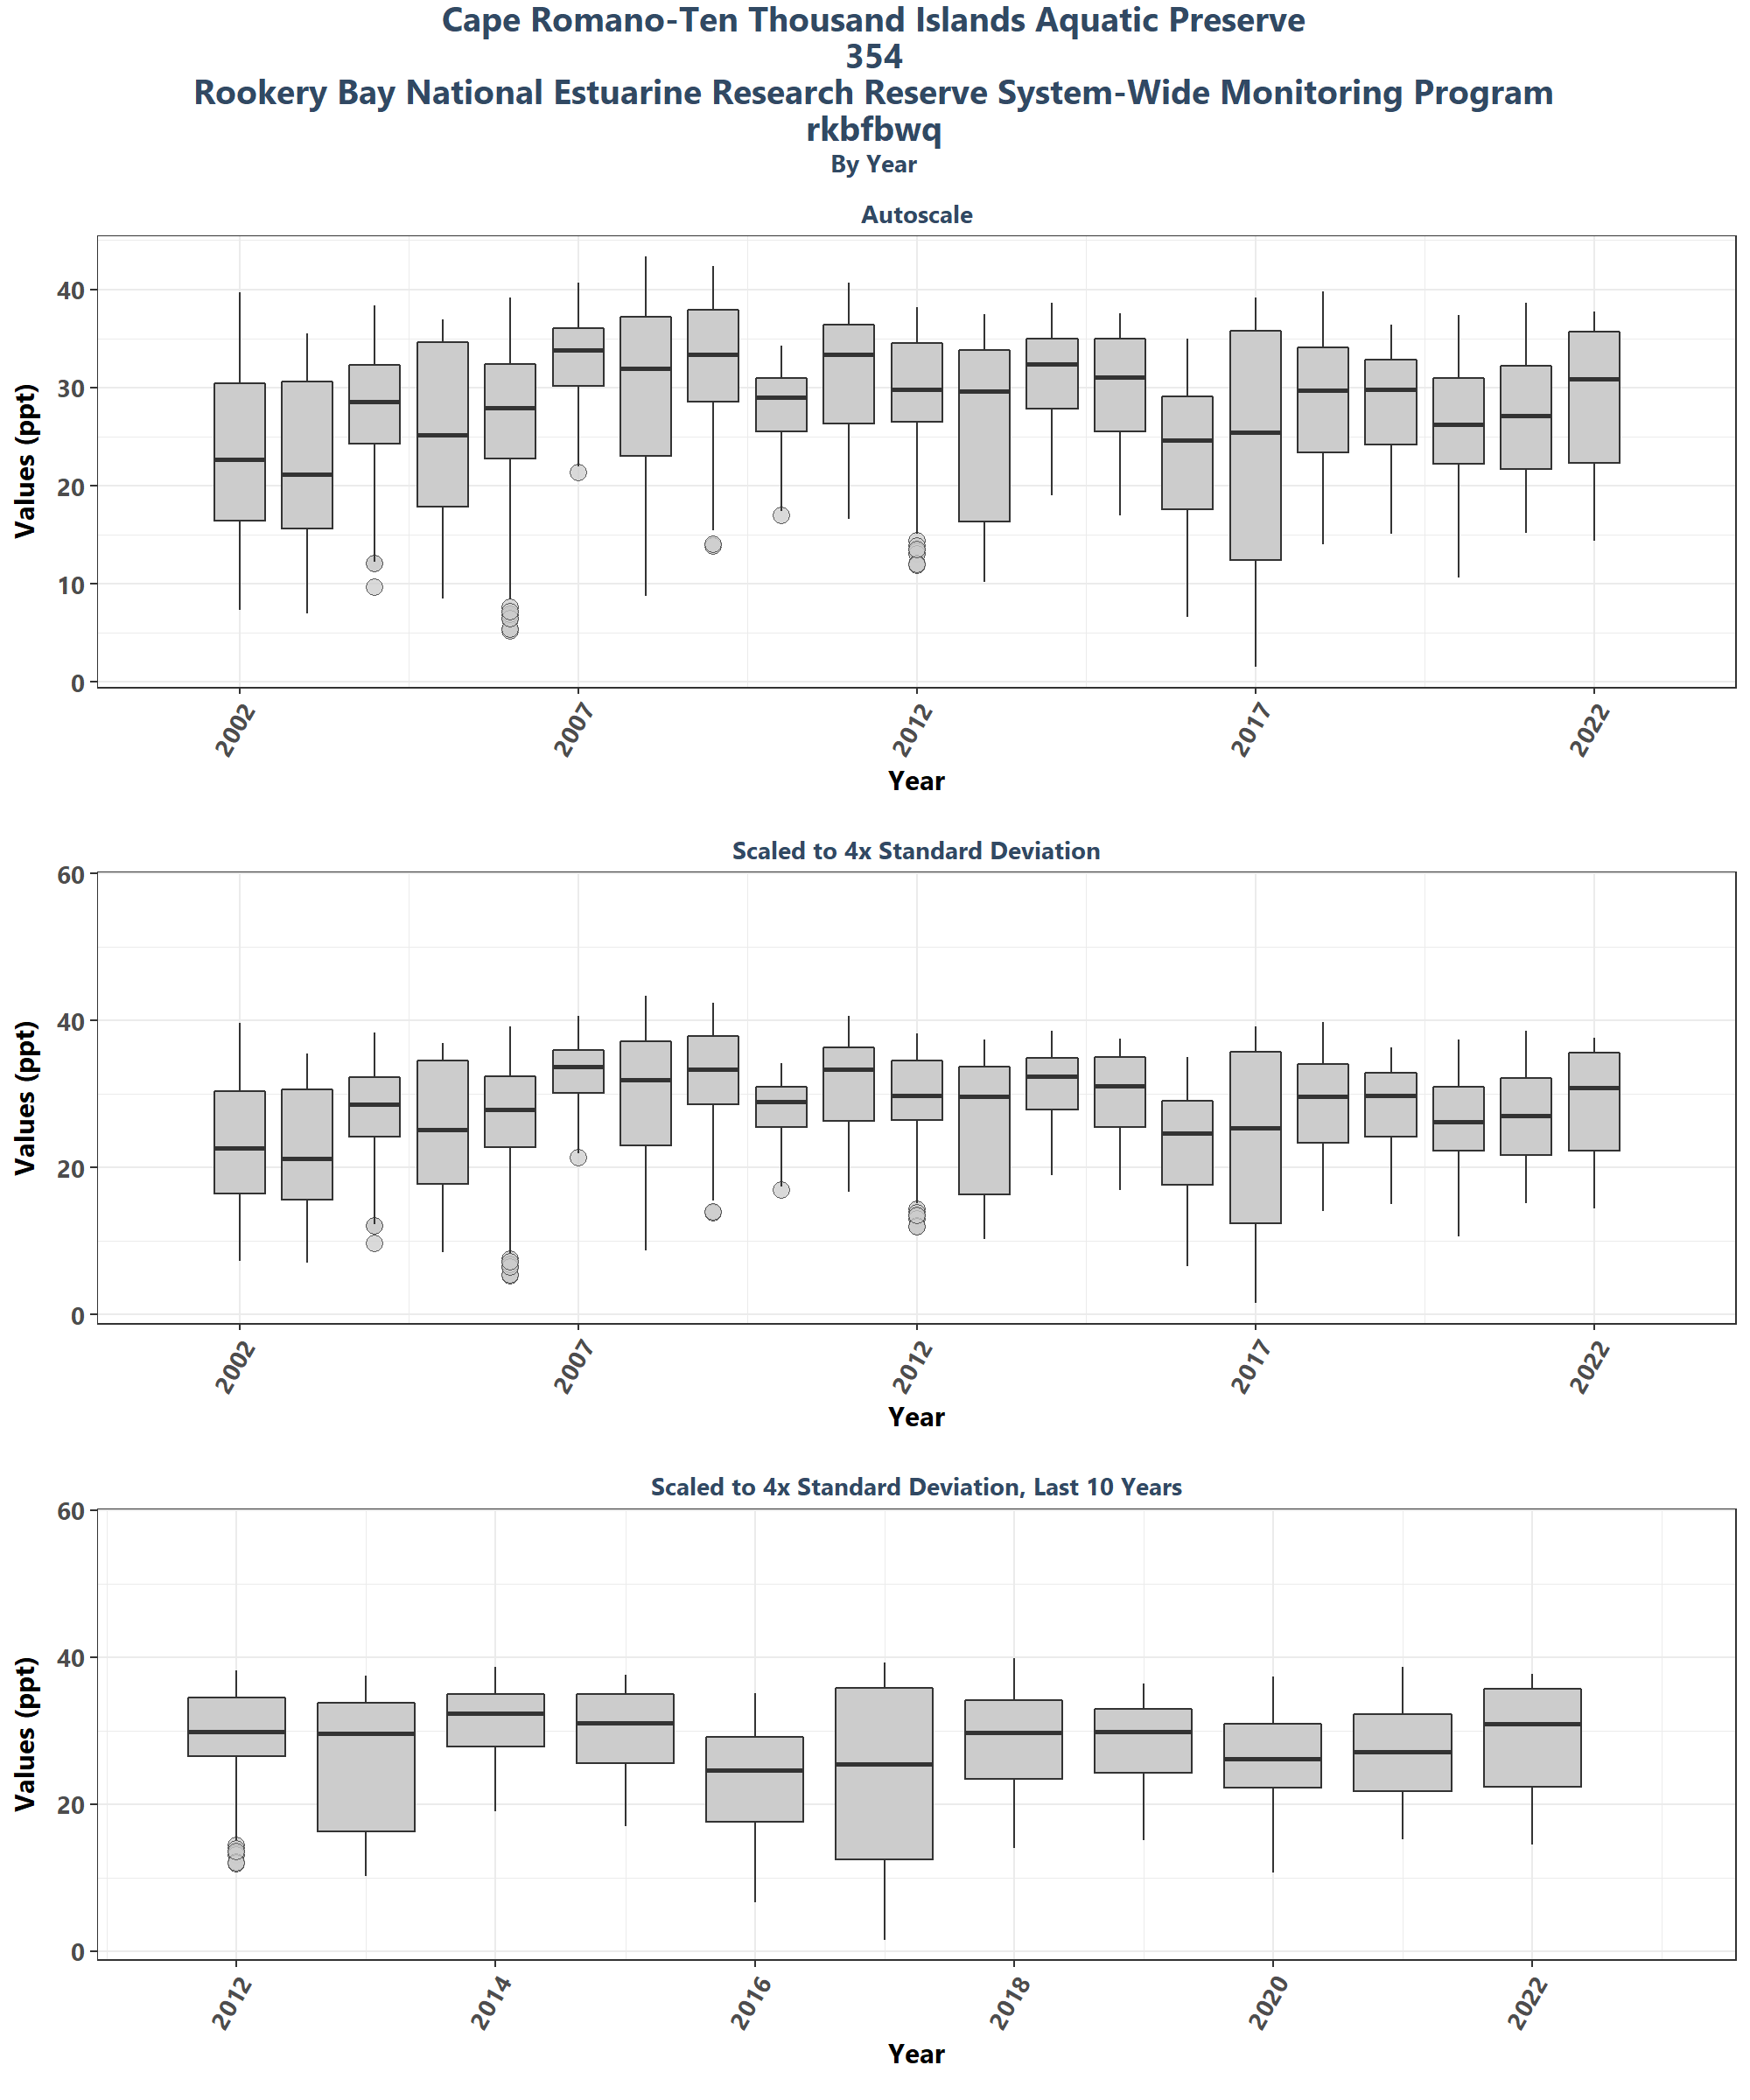 Cape Romano-Ten Thousand Islands Aquatic Preserve
354
Rookery Bay National Estuarine Research Reserve System-Wide Monitoring Program
rkbfbwq
By Year
Autoscale
Values (ppt)
40
30
20
10
0
2002
2007
2012
2017
2022
Year
Scaled to 4x Standard Deviation
Values (ppt)
60
40
20
0
2002
2007
2012
2017
2022
Year
Scaled to 4x Standard Deviation, Last 10 Years
Values (ppt)
60
40
20
0
2012
2014
2016
2018
2020
2022
Year